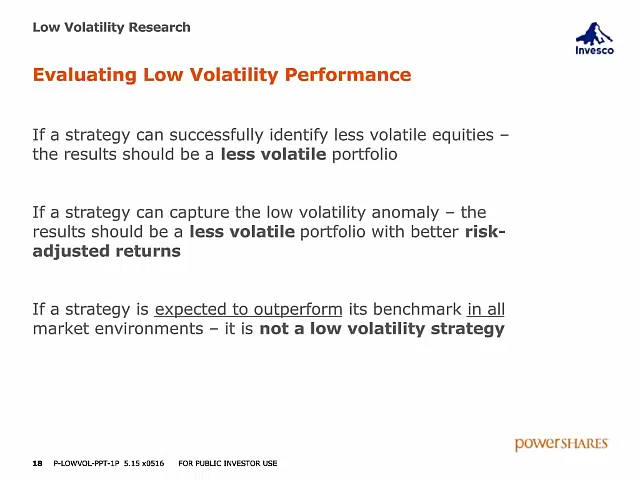 Low Volatility Research
Invesco
Evaluating Low Volatility Performance
If a strategy can successfully identify less volatile equities –
the results should be a less volatile portfolio
If a strategy can capture the low volatility anomaly – the
results should be a less volatile portfolio with better risk-
adjusted returns
If a strategy is expected to outperform its benchmark in all
market environments – it is not a low volatility strategy
powerSHARES
18 P-LOWVOL-PPT-1P 5.15 x0516 FOR PUBLIC INVESTOR USE